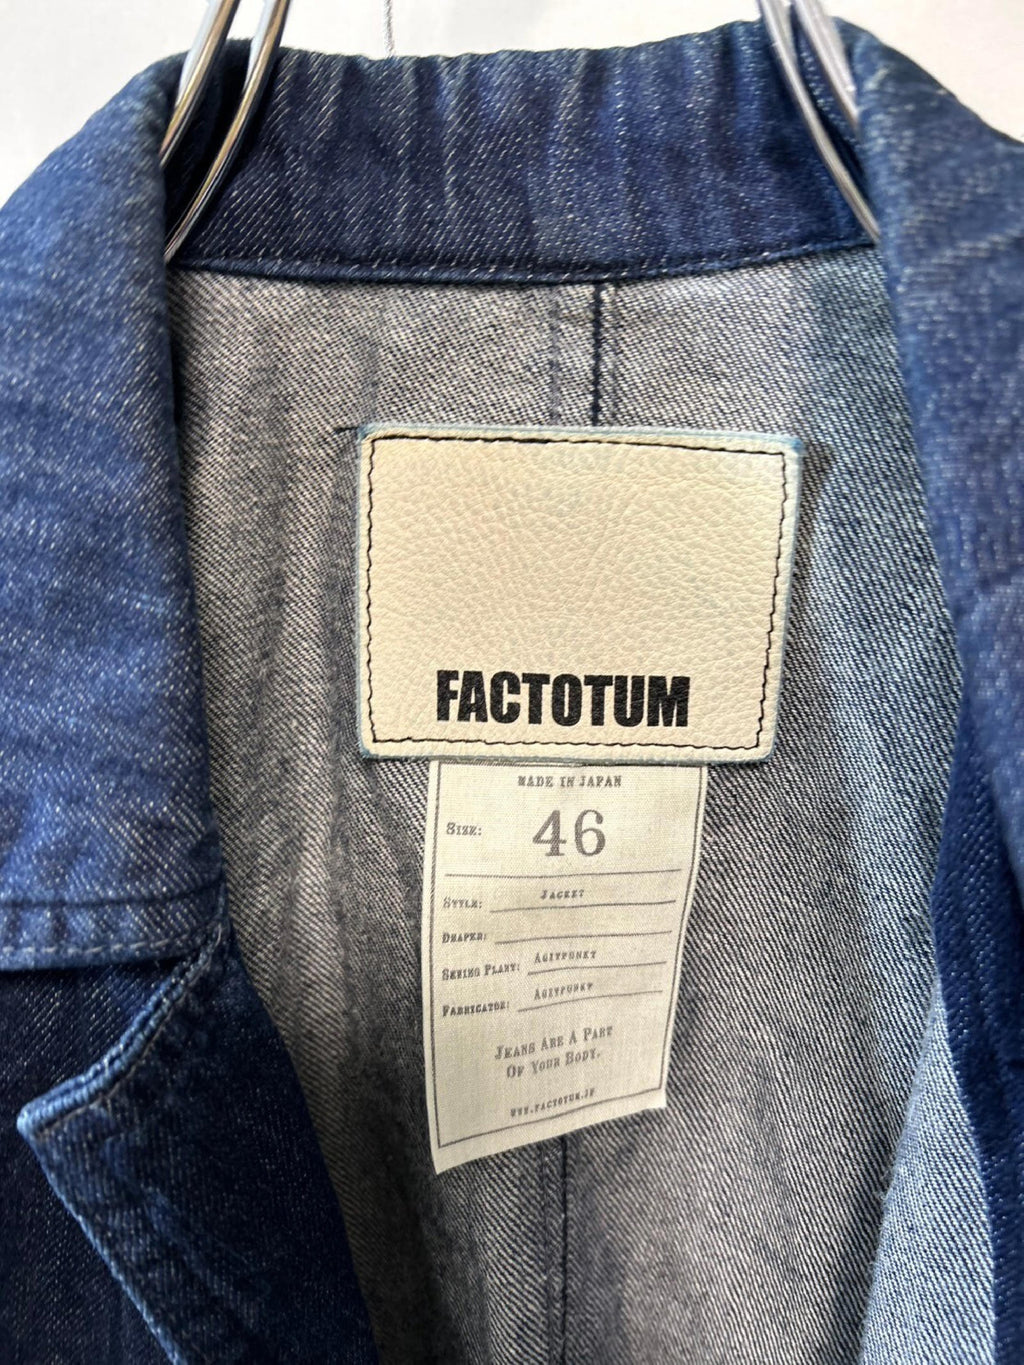 FACTOTUM
MADE IN JAPAN
SIZE: 46
STYLE: JACKET
DRAPER:
SEWING PLANT: AGITPUNKT
FABRICATOR: AGITPUNKT
JEANS ARE A PART
OF YOUR BODY.
WWW.FACTOTUM.JP